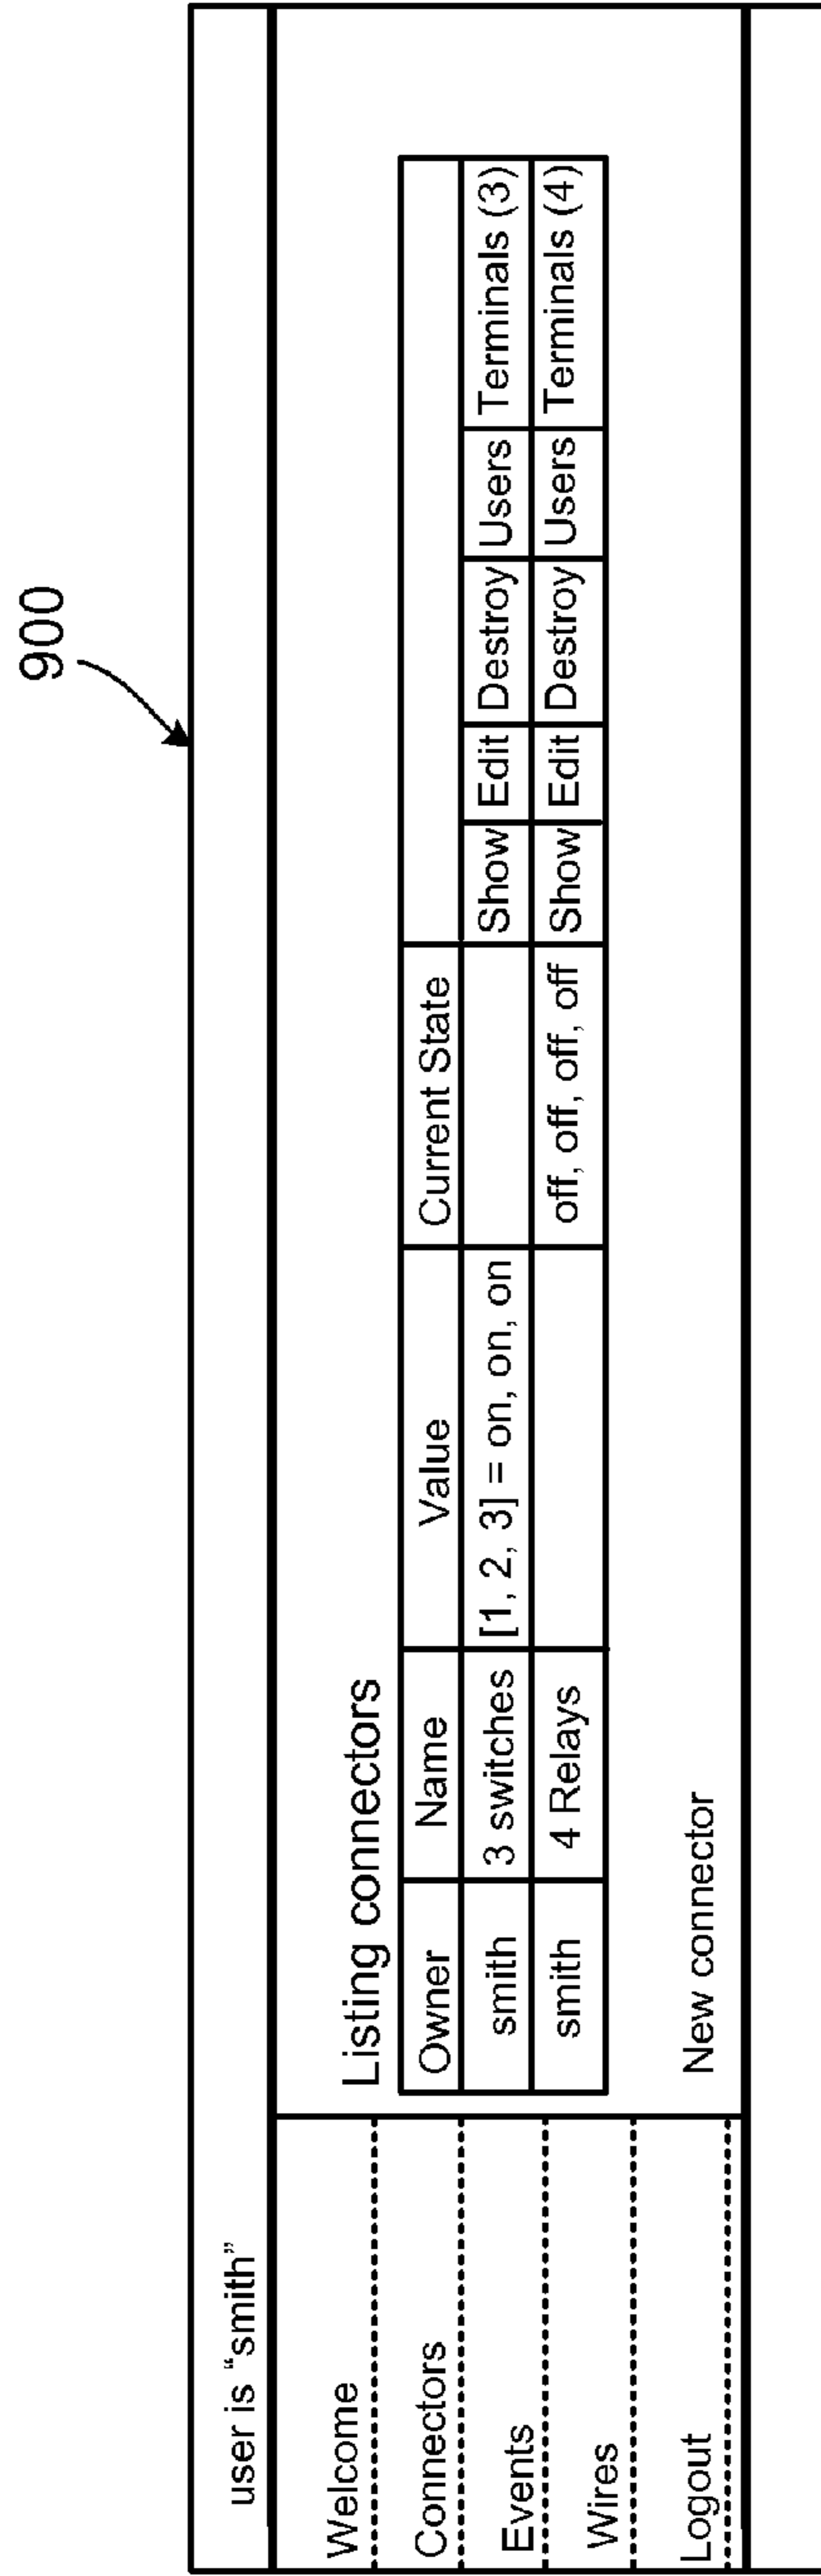 900
user is “smith”
Welcome
Connectors
Events
Wires
Logout
Listing connectors
Owner Name Value Current State
smith 3 switches [1, 2, 3] = on, on, on Show Edit Destroy Users Terminals (3)
smith 4 Relays off, off, off, off Show Edit Destroy Users Terminals (4)
New connector